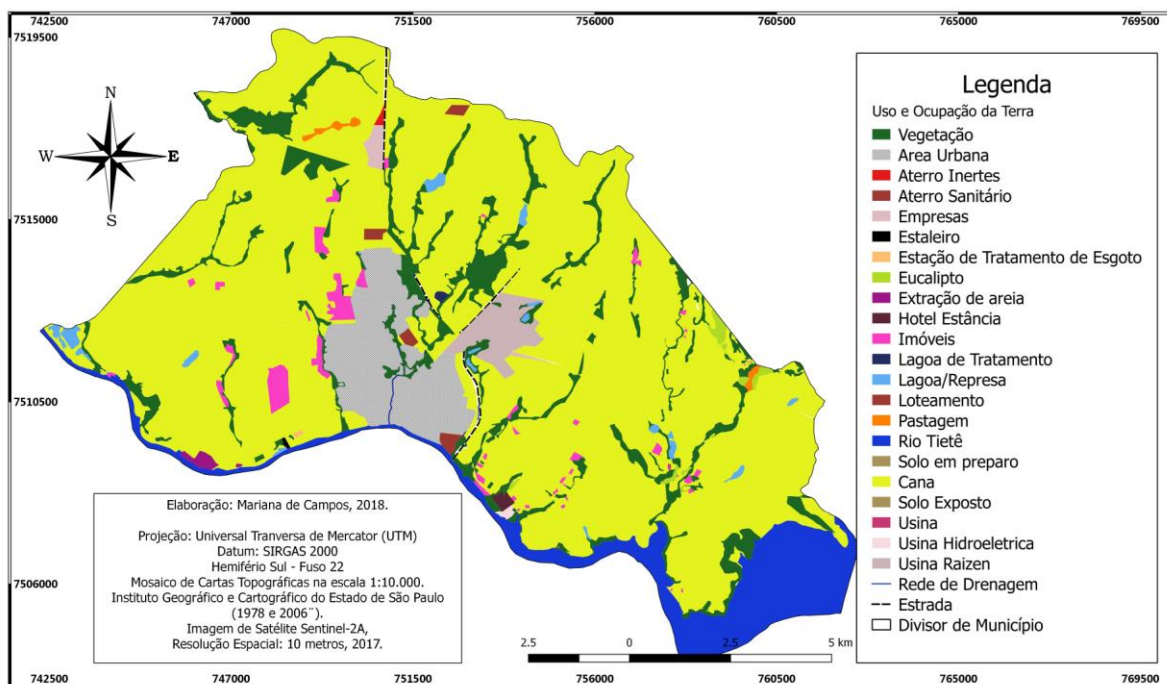 742500 747000 751500 756000 760500 765000 769500
7519500
7515000
7510500
7506000
N
W E
S
Legenda
Uso e Ocupação da Terra
Vegetação
Area Urbana
Aterro Inertes
Aterro Sanitário
Empresas
Estaleiro
Estação de Tratamento de Esgoto
Eucalipto
Extração de areia
Hotel Estância
Imóveis
Lagoa de Tratamento
Lagoa/Represa
Loteamento
Pastagem
Rio Tietê
Solo em preparo
Cana
Solo Exposto
Usina
Usina Hidroeletrica
Usina Raizen
Rede de Drenagem
Estrada
Divisor de Município
Elaboração: Mariana de Campos, 2018.
Projeção: Universal Tranversa de Mercator (UTM)
Datum: SIRGAS 2000
Hemifério Sul - Fuso 22
Mosaico de Cartas Topográficas na escala 1:10.000.
Instituto Geográfico e Cartográfico do Estado de São Paulo
(1978 e 2006¨).
Imagem de Satélite Sentinel-2A,
Resolução Espacial: 10 metros, 2017.
2.5 0 2.5 5 km
742500 747000 751500 756000 760500 765000 769500